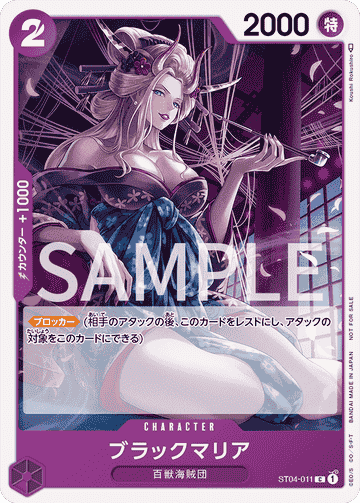 2
2000
特
Koushi Rokushiro
カウンター +1000
SAMPLE
ブロッカー (相手のアタックの後、このカードをレストにし、アタックの
対象をこのカードにできる)
CHARACTER
ブラックマリア
百獣海賊団
ST04-011 C 1
BANDAI MADE IN JAPAN NOT FOR SALE